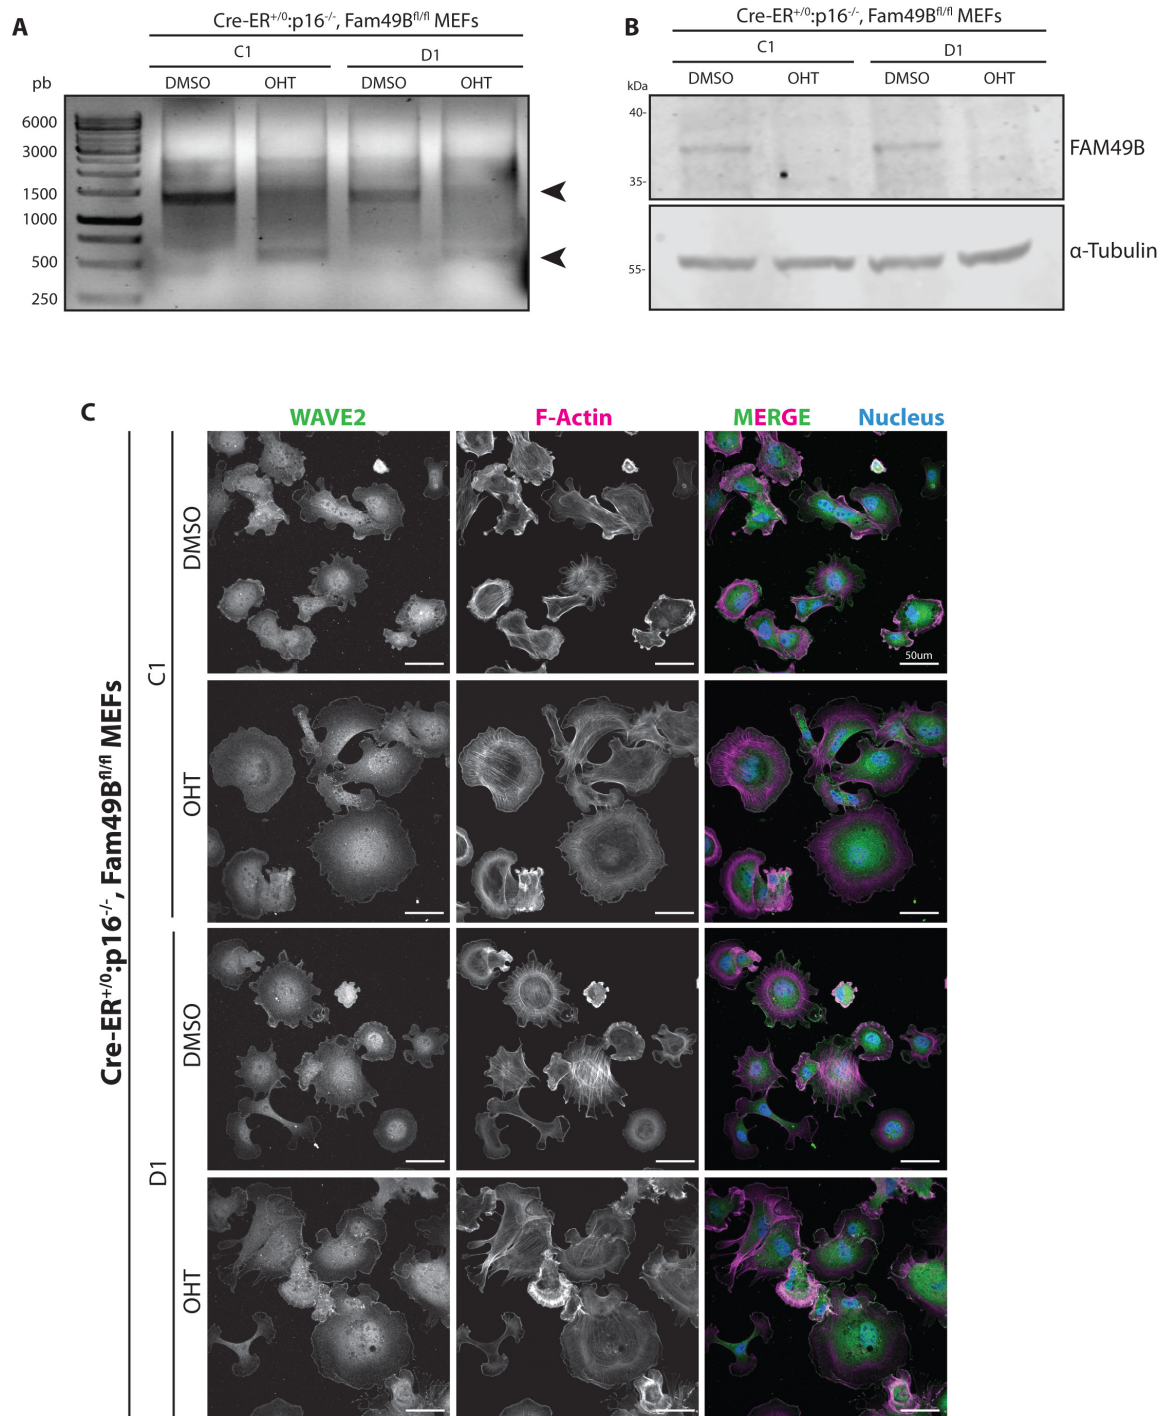 A
Cre-ER+/0:p16-/-, Fam49Bfl/fl MEFs
C1 D1
DMSO OHT DMSO OHT
pb
6000
3000
1500
1000
500
250
B
Cre-ER+/0:p16-/-, Fam49Bfl/fl MEFs
C1 D1
DMSO OHT DMSO OHT
kDa
40-
35-
FAM49B
55-
α-Tubulin
C
WAVE2 F-Actin MERGE Nucleus
Cre-ER+/0:p16-/-, Fam49Bfl/fl MEFs
C1
DMSO
50um
OHT
D1
DMSO
OHT